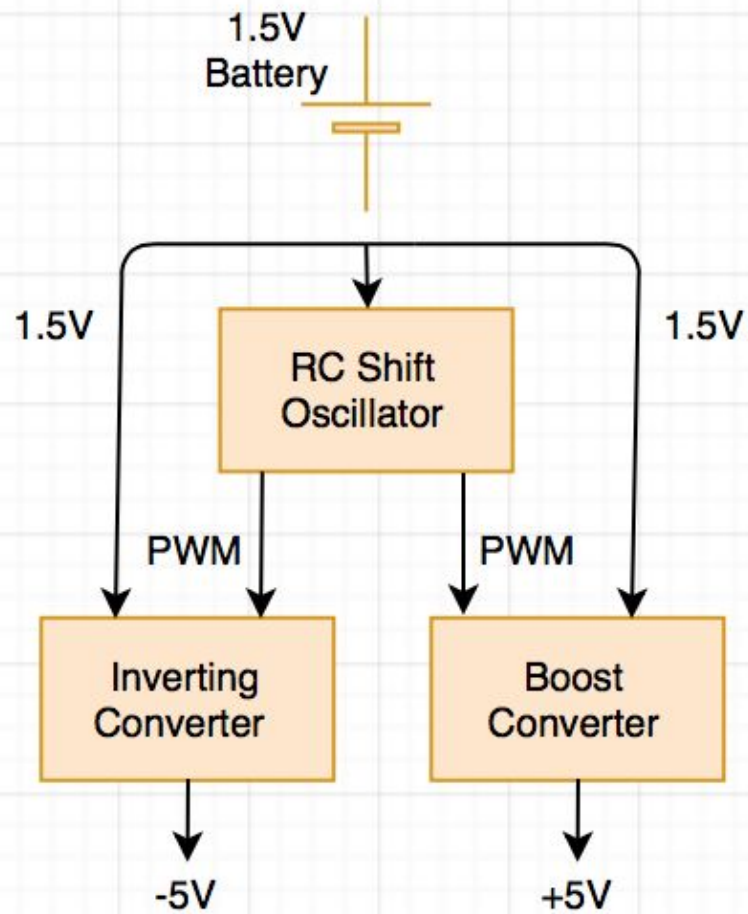 1.5V
Battery
1.5V
1.5V
RC Shift
Oscillator
PWM
PWM
Inverting
Converter
Boost
Converter
-5V
+5V